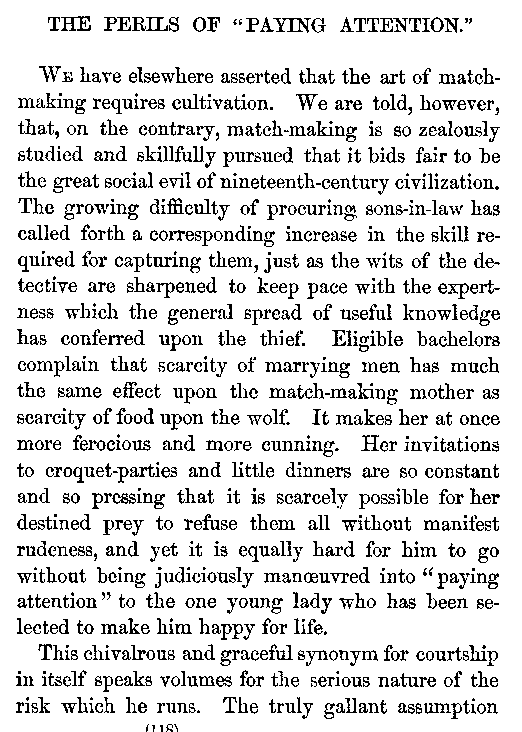 THE PERILS OF “PAYING ATTENTION.”
WE have elsewhere asserted that the art of match-
making requires cultivation. We are told, however,
that, on the contrary, match-making is so zealously
studied and skillfully pursued that it bids fair to be
the great social evil of nineteenth-century civilization.
The growing difficulty of procuring sons-in-law has
called forth a corresponding increase in the skill re-
quired for capturing them, just as the wits of the de-
tective are sharpened to keep pace with the expert-
ness which the general spread of useful knowledge
has conferred upon the thief. Eligible bachelors
complain that scarcity of marrying men has much
the same effect upon the match-making mother as
scarcity of food upon the wolf. It makes her at once
more ferocious and more cunning. Her invitations
to croquet-parties and little dinners are so constant
and so pressing that it is scarcely possible for her
destined prey to refuse them all without manifest
rudeness, and yet it is equally hard for him to go
without being judiciously manœuvred into “paying
attention” to the one young lady who has been se-
lected to make him happy for life.
This chivalrous and graceful synonym for courtship
in itself speaks volumes for the serious nature of the
risk which he runs. The truly gallant assumption
(118)